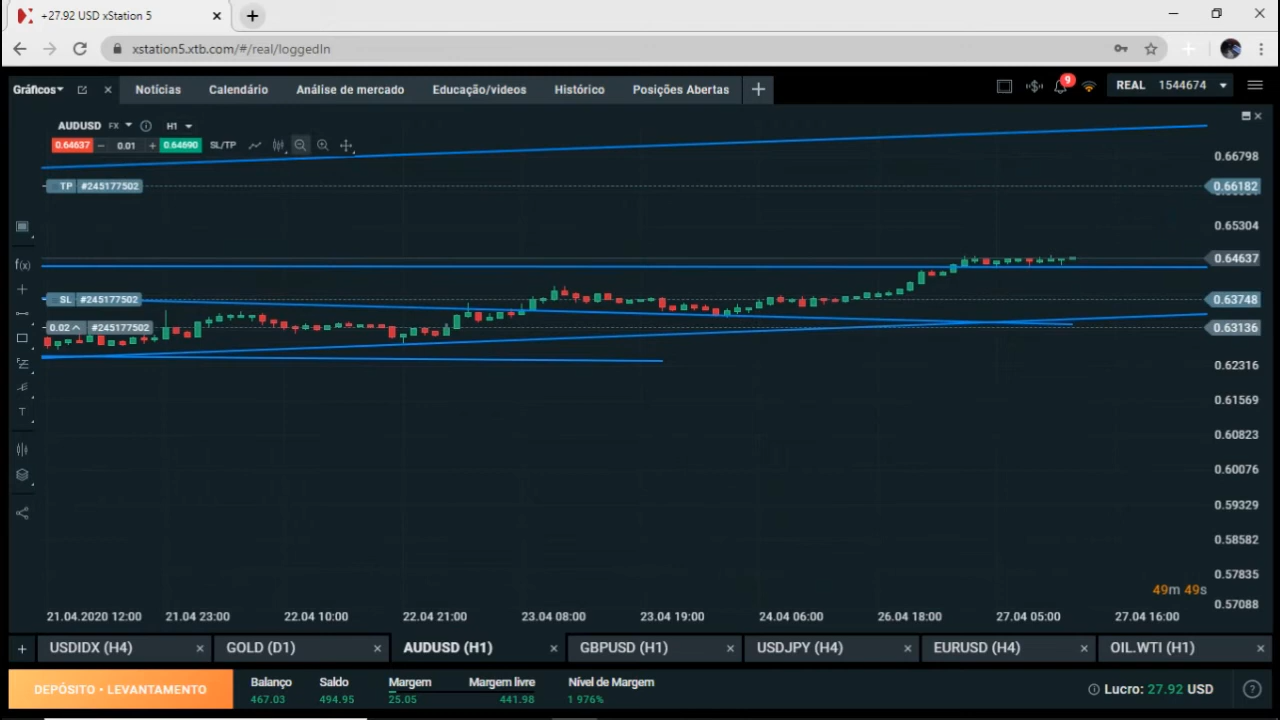 +27.92 USD xStation 5
xstation5.xtb.com/#/real/loggedIn
Gráficos
Notícias
Calendário
Análise de mercado
Educação/videos
Histórico
Posições Abertas
9
REAL 1544674
AUDUSD FX H1
0.64637 0.01 + 0.64690 SL/TP
0.66798
TP #245177502
0.66182
0.65304
0.64637
SL #245177502
0.63748
0.02 #245177502
0.63136
f(x)
0.62316
0.61569
T
0.60823
0.60076
0.59329
0.58582
0.57835
49m 49s
0.57088
21.04.2020 12:00 21.04 23:00 22.04 10:00 22.04 21:00 23.04 08:00 23.04 19:00 24.04 06:00 26.04 18:00 27.04 05:00 27.04 16:00
+ USDIDX (H4) GOLD (D1) AUDUSD (H1) GBPUSD (H1) USDJPY (H4) EURUSD (H4) OIL.WTI (H1)
DEPÓSITO • LEVANTAMENTO
Balanço Saldo Margem Margem livre Nível de Margem
467.03 494.95 25.05 441.98 1 976%
Lucro: 27.92 USD